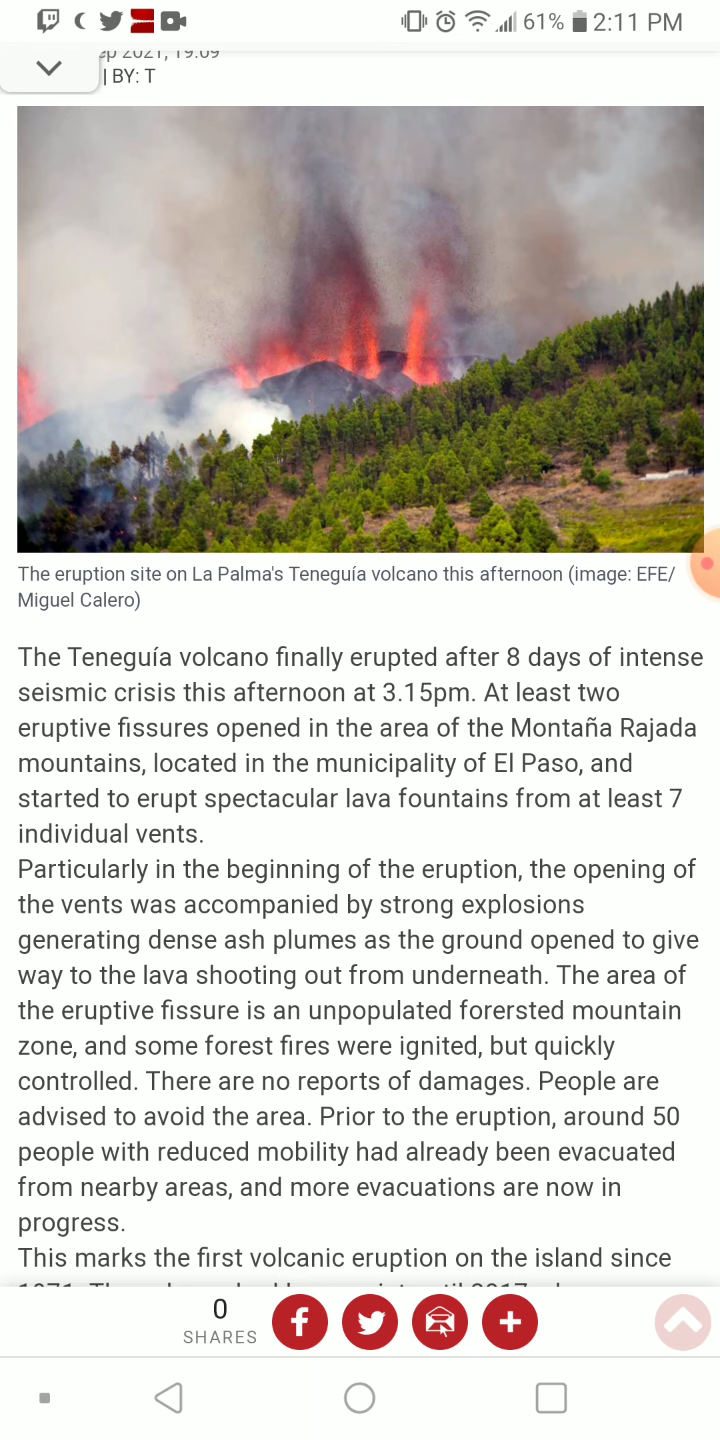 61% 2:11 PM
ep 2021, 19:09
| BY: T
The eruption site on La Palma's Teneguía volcano this afternoon (image: EFE/
Miguel Calero)
The Teneguía volcano finally erupted after 8 days of intense
seismic crisis this afternoon at 3.15pm. At least two
eruptive fissures opened in the area of the Montaña Rajada
mountains, located in the municipality of El Paso, and
started to erupt spectacular lava fountains from at least 7
individual vents.
Particularly in the beginning of the eruption, the opening of
the vents was accompanied by strong explosions
generating dense ash plumes as the ground opened to give
way to the lava shooting out from underneath. The area of
the eruptive fissure is an unpopulated forersted mountain
zone, and some forest fires were ignited, but quickly
controlled. There are no reports of damages. People are
advised to avoid the area. Prior to the eruption, around 50
people with reduced mobility had already been evacuated
from nearby areas, and more evacuations are now in
progress.
This marks the first volcanic eruption on the island since
0
SHARES